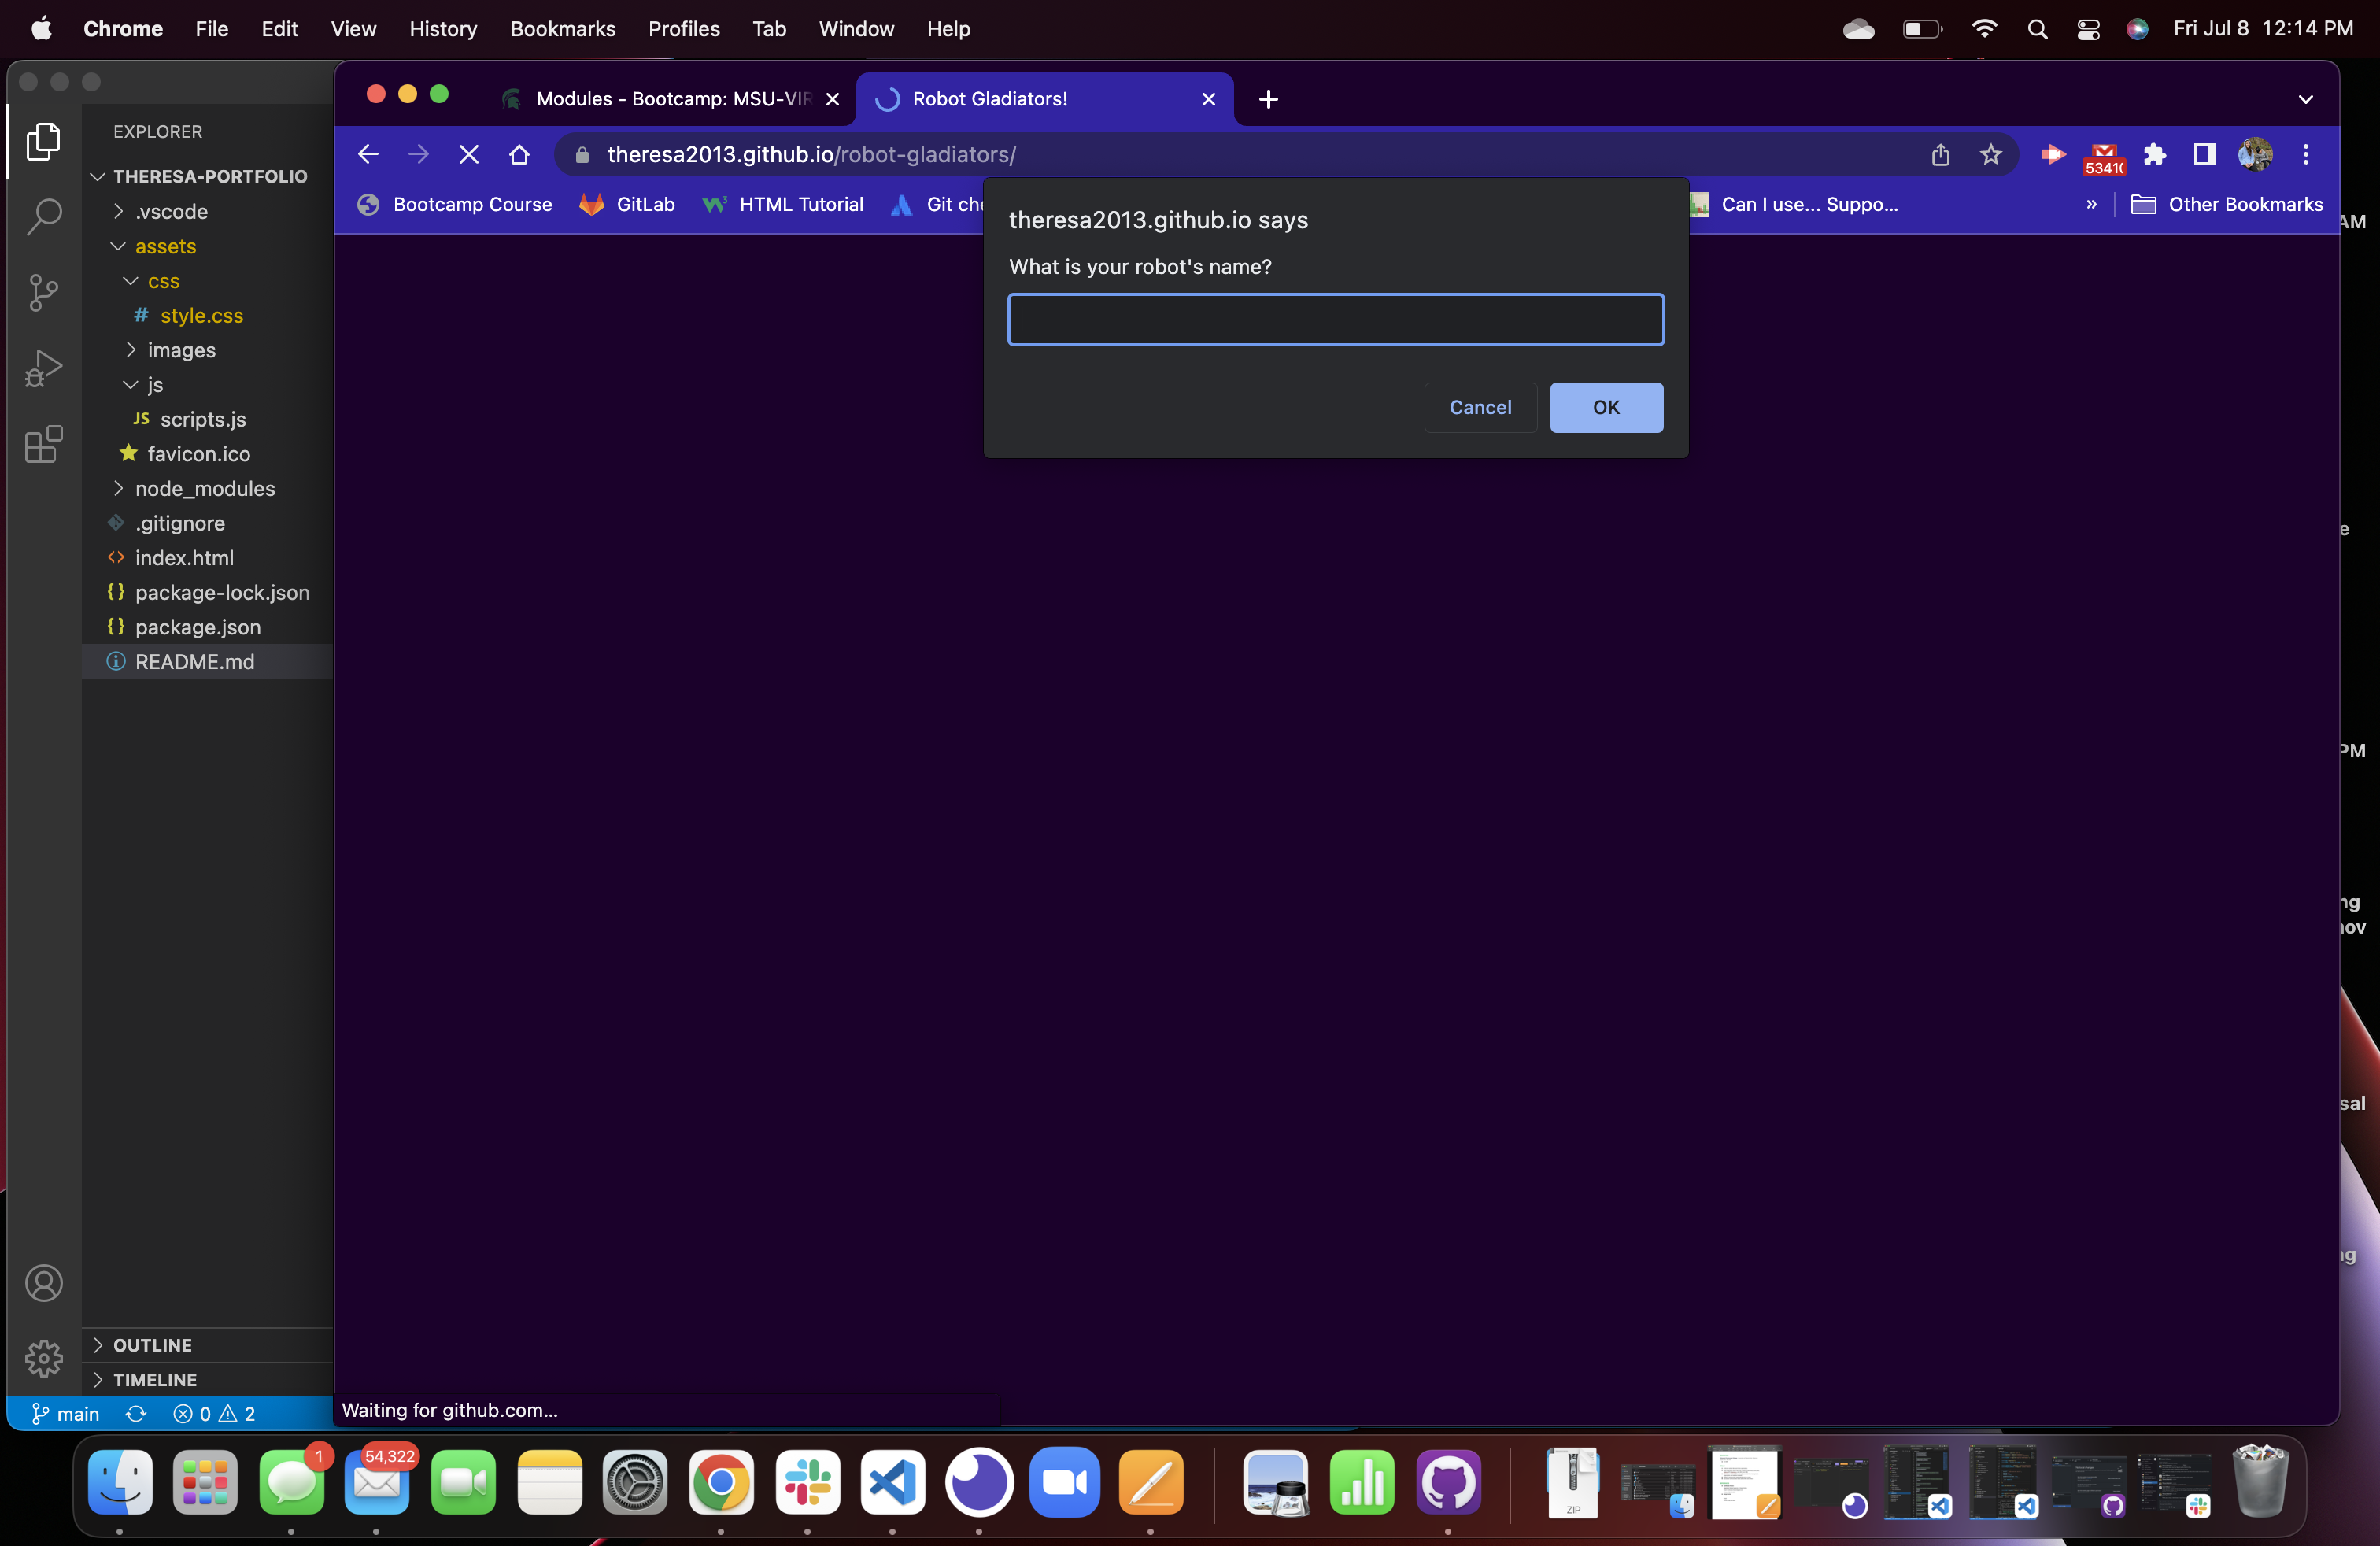 Chrome File Edit View History Bookmarks Profiles Tab Window Help Fri Jul 8 12:14 PM
EXPLORER
THERESA-PORTFOLIO
.vscode
assets
css
# style.css
images
js
JS scripts.js
favicon.ico
node_modules
.gitignore
<> index.html
{} package-lock.json
{} package.json
README.md
OUTLINE
TIMELINE
main 0 2
Modules - Bootcamp: MSU-VIR
Robot Gladiators!
theresa2013.github.io/robot-gladiators/
53410
Bootcamp Course GitLab HTML Tutorial Git che Can I use... Suppo... » Other Bookmarks
theresa2013.github.io says
What is your robot's name?
Cancel OK
Waiting for github.com...
AM
e
PM
ng
nov
sal
ng
1
54,322
ZIP